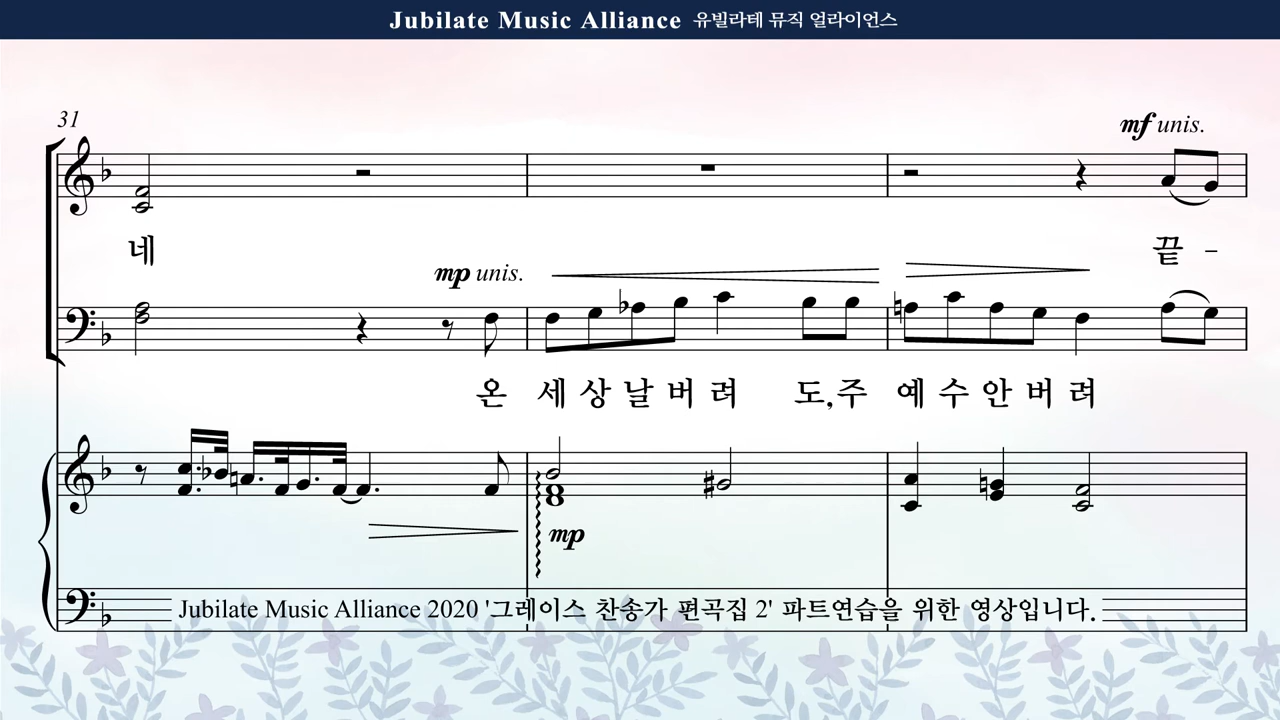 Jubilate Music Alliance 유빌라테 뮤직 얼라이언스
31
mf unis.
네 끝 -
mp unis.
온 세 상 날 버 려 도, 주 예 수 안 버 려
mp
Jubilate Music Alliance 2020 '그레이스 찬송가 편곡집 2' 파트연습을 위한 영상입니다.